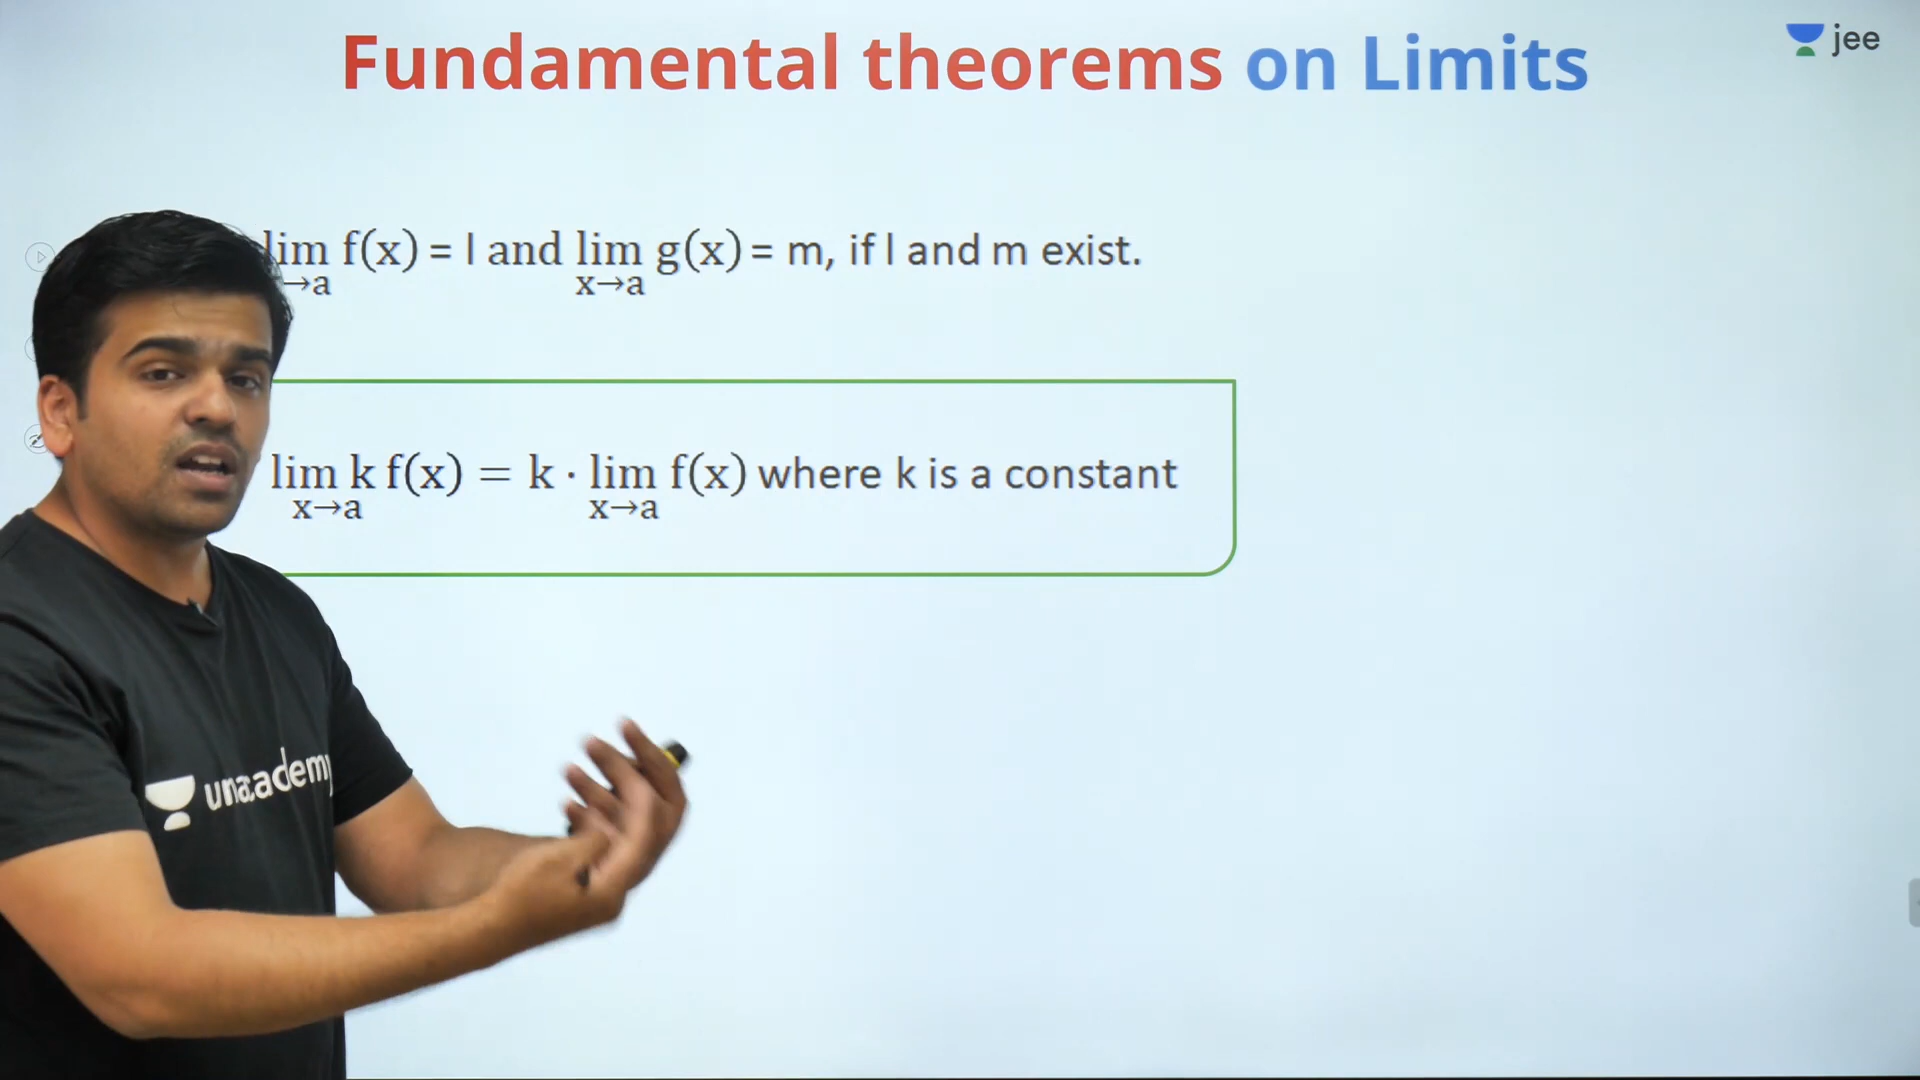 Fundamental theorems on Limits
jee
lim f(x) = l and lim g(x) = m, if l and m exist.
→a x→a
lim k f(x) = k · lim f(x) where k is a constant
x→a x→a
unacademy